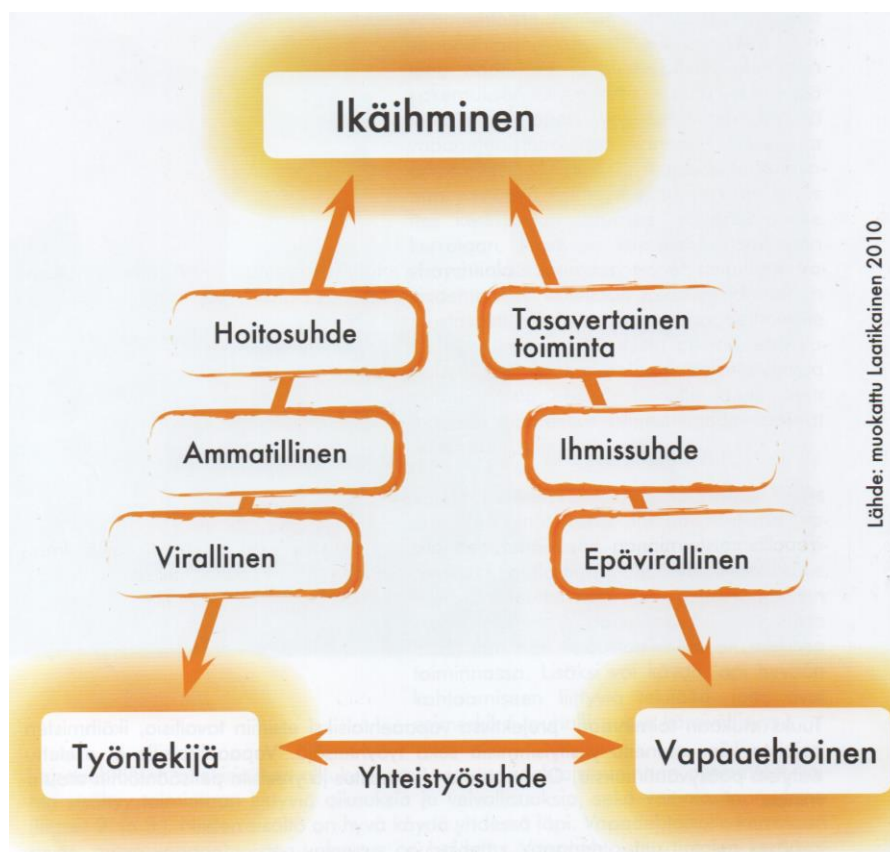 Ikäihminen
Hoitosuhde
Tasavertainen
toiminta
Ammatillinen
Ihmissuhde
Virallinen
Epävirallinen
Työntekijä
Yhteistyösuhde
Vapaaehtoinen
Lähde: muokattu Laatikainen 2010